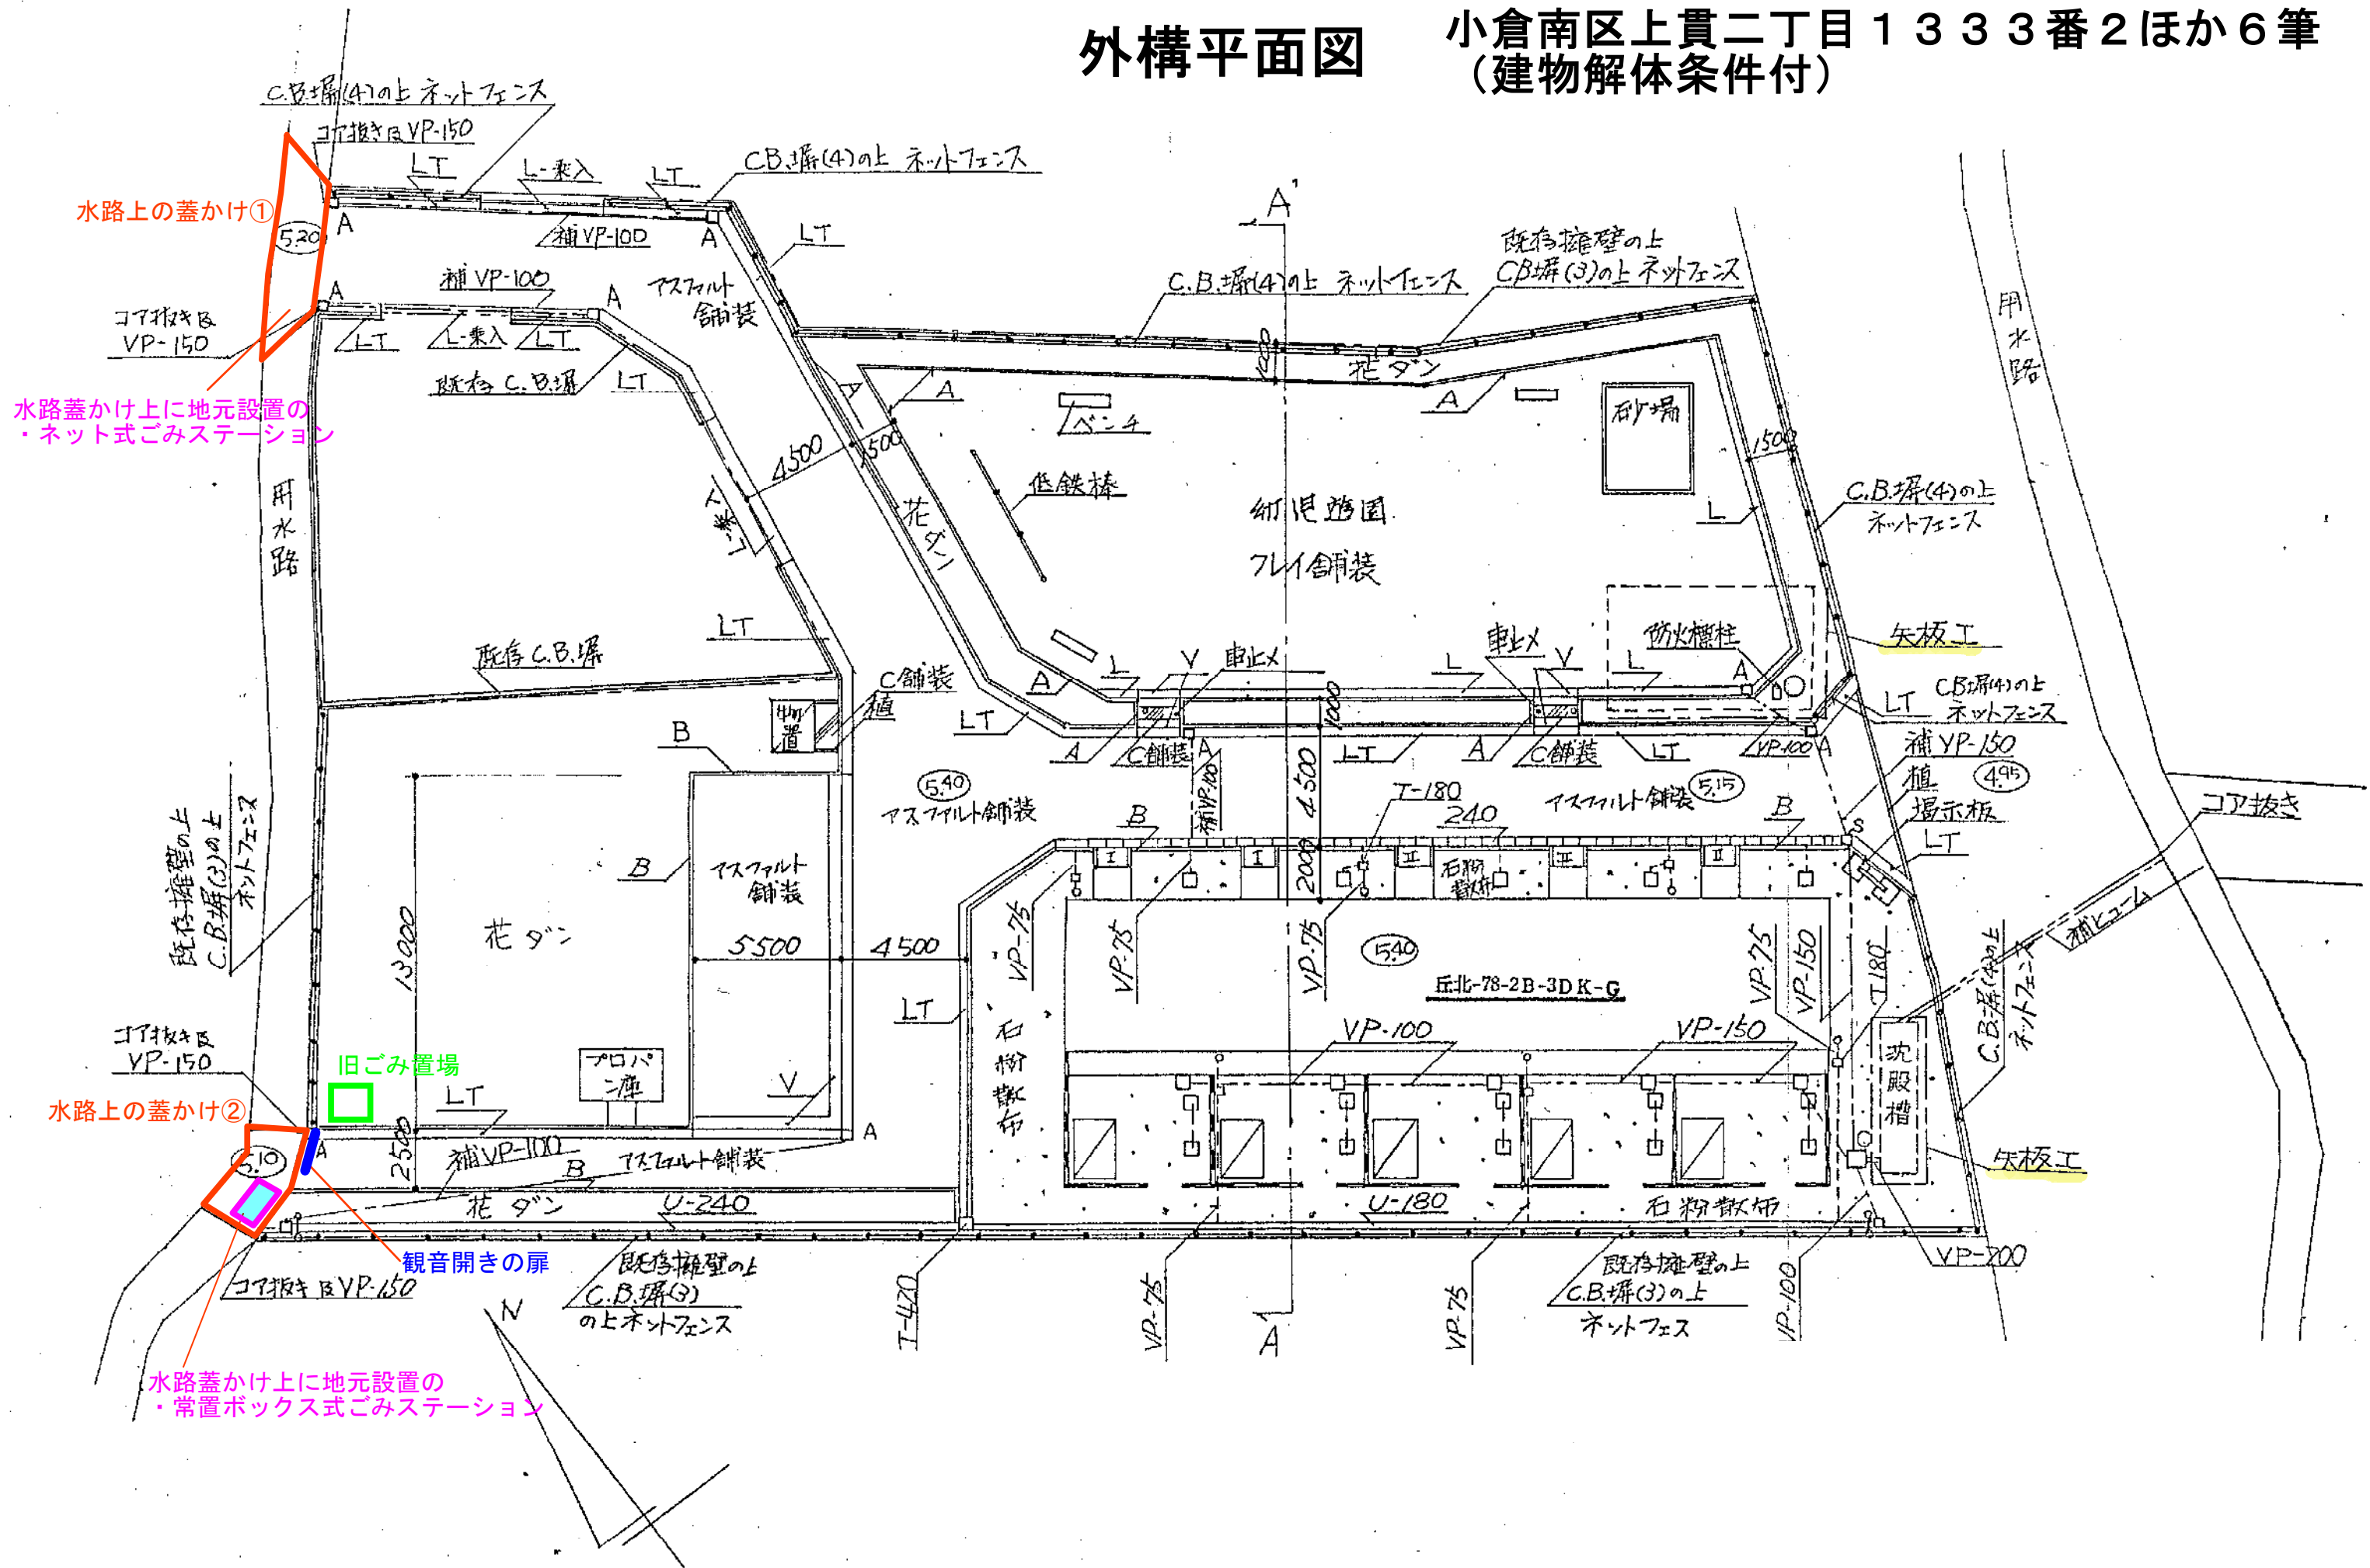 外構平面図
小倉南区上貫二丁目１３３３番２ほか６筆
（建物解体条件付）
C.B.塀(4)の上 ネットフェンス
コア抜き及VP-150
LT
L-乗入
LT
C.B.塀(4)の上 ネットフェンス
水路上の蓋かけ①
5.20
A
補VP-100
A
LT
A'
既存擁壁の上
CB塀(3)の上 ネットフェンス
C.B.塀(4)の上 ネットフェンス
用水路
A
補VP-100
A
アスファルト
舗装
コア抜き及
VP-150
LT
L-乗入
LT
既存 C.B.塀
LT
1000
花ダン
A
A
A
ベンチ
砂場
水路蓋かけ上に地元設置の
・ネット式ごみステーション
4500
1500
1500
低鉄棒
用水路
L-乗入
花ダン
幼児遊園
クレイ舗装
L
C.B.塀(4)の上
ネットフェンス
LT
既存 C.B.塀
防火標柱
矢板工
車止メ
車止メ
L
V
L
V
L
A
A
C舗装
植
物置
LT
CB塀(4)の上
ネットフェンス
LT
1000
B
A
C舗装
A
LT
A
C舗装
LT
VP-100
A
補VP-150
植
4.95
掲示板
LT
コア抜き
5.40
アスファルト舗装
補VP-100
4500
T-180
240
アスファルト舗装
5.15
B
B
S
既存擁壁の上
C.B.塀(3)の上
ネットフェンス
B
アスファルト
舗装
I
I
II
II
II
石粉
散布
2000
13000
花ダン
5500
4500
VP-75
VP-75
VP-75
5.40
VP-75
VP-150
T-180
補ヒューム
C.B.塀(4)の上
ネットフェンス
丘北-78-2B-3DK-G
LT
石粉散布
VP-100
VP-150
沈殿槽
コア抜き及
VP-150
旧ごみ置場
プロパン庫
V
LT
水路上の蓋かけ②
A
A
5.10
2500
補VP-100
B
アスファルト舗装
矢板工
花ダン
U-240
U-180
石粉散布
観音開きの扉
コア抜き及VP-150
既存擁壁の上
C.B.塀(3)
の上ネットフェンス
既存擁壁の上
C.B.塀(3)の上
ネットフェス
VP-200
N
T-420
VP-75
A
VP-75
VP-100
水路蓋かけ上に地元設置の
・常置ボックス式ごみステーション